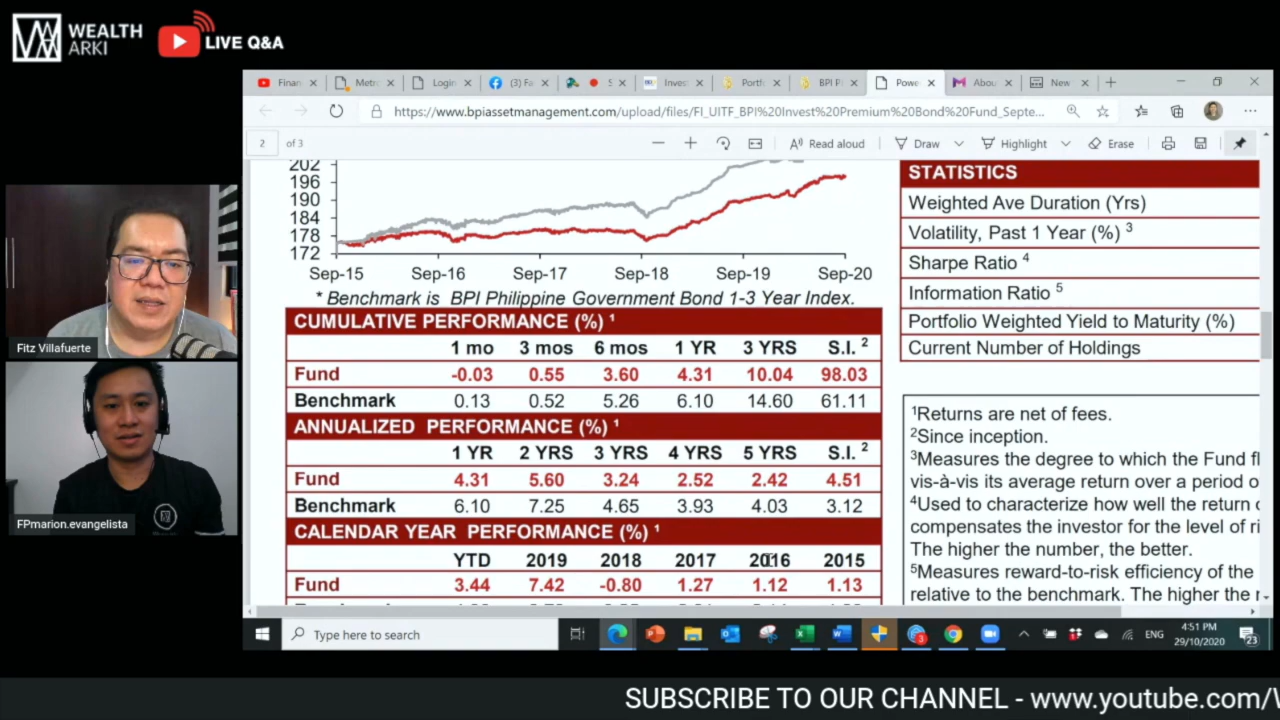 WEALTH
ARKI
LIVE Q&A
Fitz Villafuerte
FPmarion.evangelista
Finan
Metro
Login
(3) Fa
S
Invest
Portf
BPI Pl
Powe
Abou
New
https://www.bpiassetmanagement.com/upload/files/FI_UITF_BPI%20Invest%20Premium%20Bond%20Fund_Septe...
2 of 3
Read aloud
Draw
Highlight
Erase
202
196
190
184
178
172
Sep-15 Sep-16 Sep-17 Sep-18 Sep-19 Sep-20
* Benchmark is BPI Philippine Government Bond 1-3 Year Index.
CUMULATIVE PERFORMANCE (%) ¹
1 mo 3 mos 6 mos 1 YR 3 YRS S.I. ²
Fund -0.03 0.55 3.60 4.31 10.04 98.03
Benchmark 0.13 0.52 5.26 6.10 14.60 61.11
ANNUALIZED PERFORMANCE (%) ¹
1 YR 2 YRS 3 YRS 4 YRS 5 YRS S.I. ²
Fund 4.31 5.60 3.24 2.52 2.42 4.51
Benchmark 6.10 7.25 4.65 3.93 4.03 3.12
CALENDAR YEAR PERFORMANCE (%) ¹
YTD 2019 2018 2017 2016 2015
Fund 3.44 7.42 -0.80 1.27 1.12 1.13
STATISTICS
Weighted Ave Duration (Yrs)
Volatility, Past 1 Year (%) ³
Sharpe Ratio ⁴
Information Ratio ⁵
Portfolio Weighted Yield to Maturity (%)
Current Number of Holdings
¹Returns are net of fees.
²Since inception.
³Measures the degree to which the Fund fl
vis-à-vis its average return over a period o
⁴Used to characterize how well the return o
compensates the investor for the level of ri
The higher the number, the better.
⁵Measures reward-to-risk efficiency of the
relative to the benchmark. The higher the
Type here to search
ENG
4:51 PM
29/10/2020
23
SUBSCRIBE TO OUR CHANNEL - www.youtube.com/